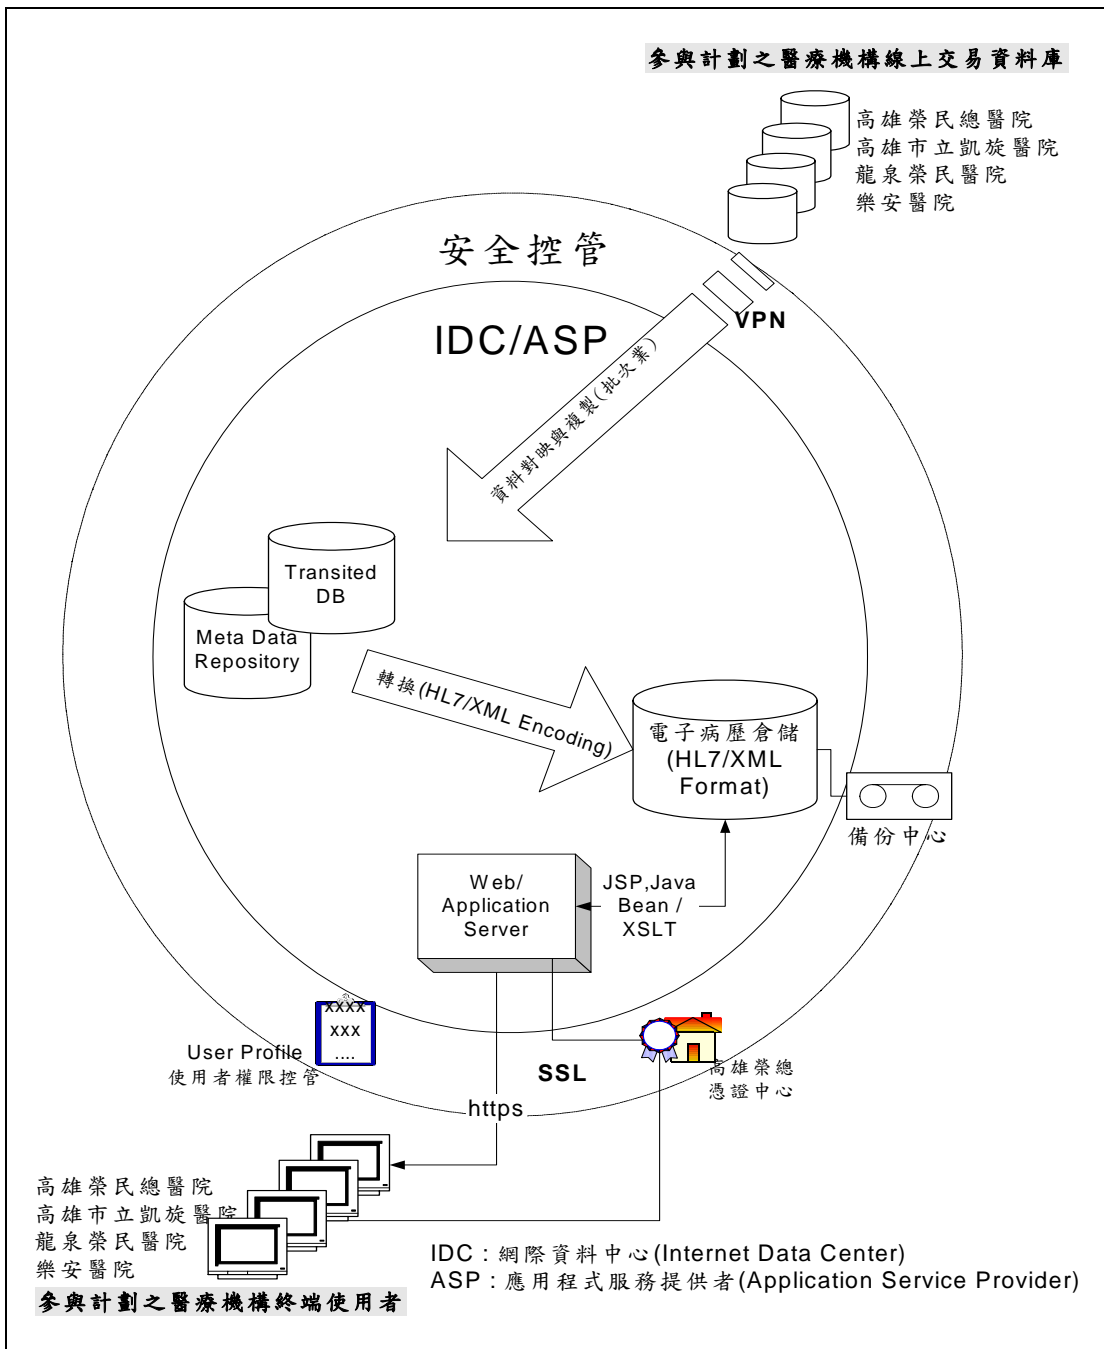 參與計劃之醫療機構線上交易資料庫
高雄榮民總醫院
高雄市立凱旋醫院
龍泉榮民醫院
樂安醫院
安全控管
IDC/ASP
VPN
資料對映與複製(批次業)
Transited
DB
Meta Data
Repository
轉換(HL7/XML Encoding)
電子病歷倉儲
(HL7/XML
Format)
備份中心
Web/
Application
Server
JSP,Java
Bean /
XSLT
xxxx
xxx
....
User Profile
使用者權限控管
SSL
高雄榮總
憑證中心
https
高雄榮民總醫院
高雄市立凱旋醫院
龍泉榮民醫院
樂安醫院
參與計劃之醫療機構終端使用者
IDC：網際資料中心(Internet Data Center)
ASP：應用程式服務提供者(Application Service Provider)